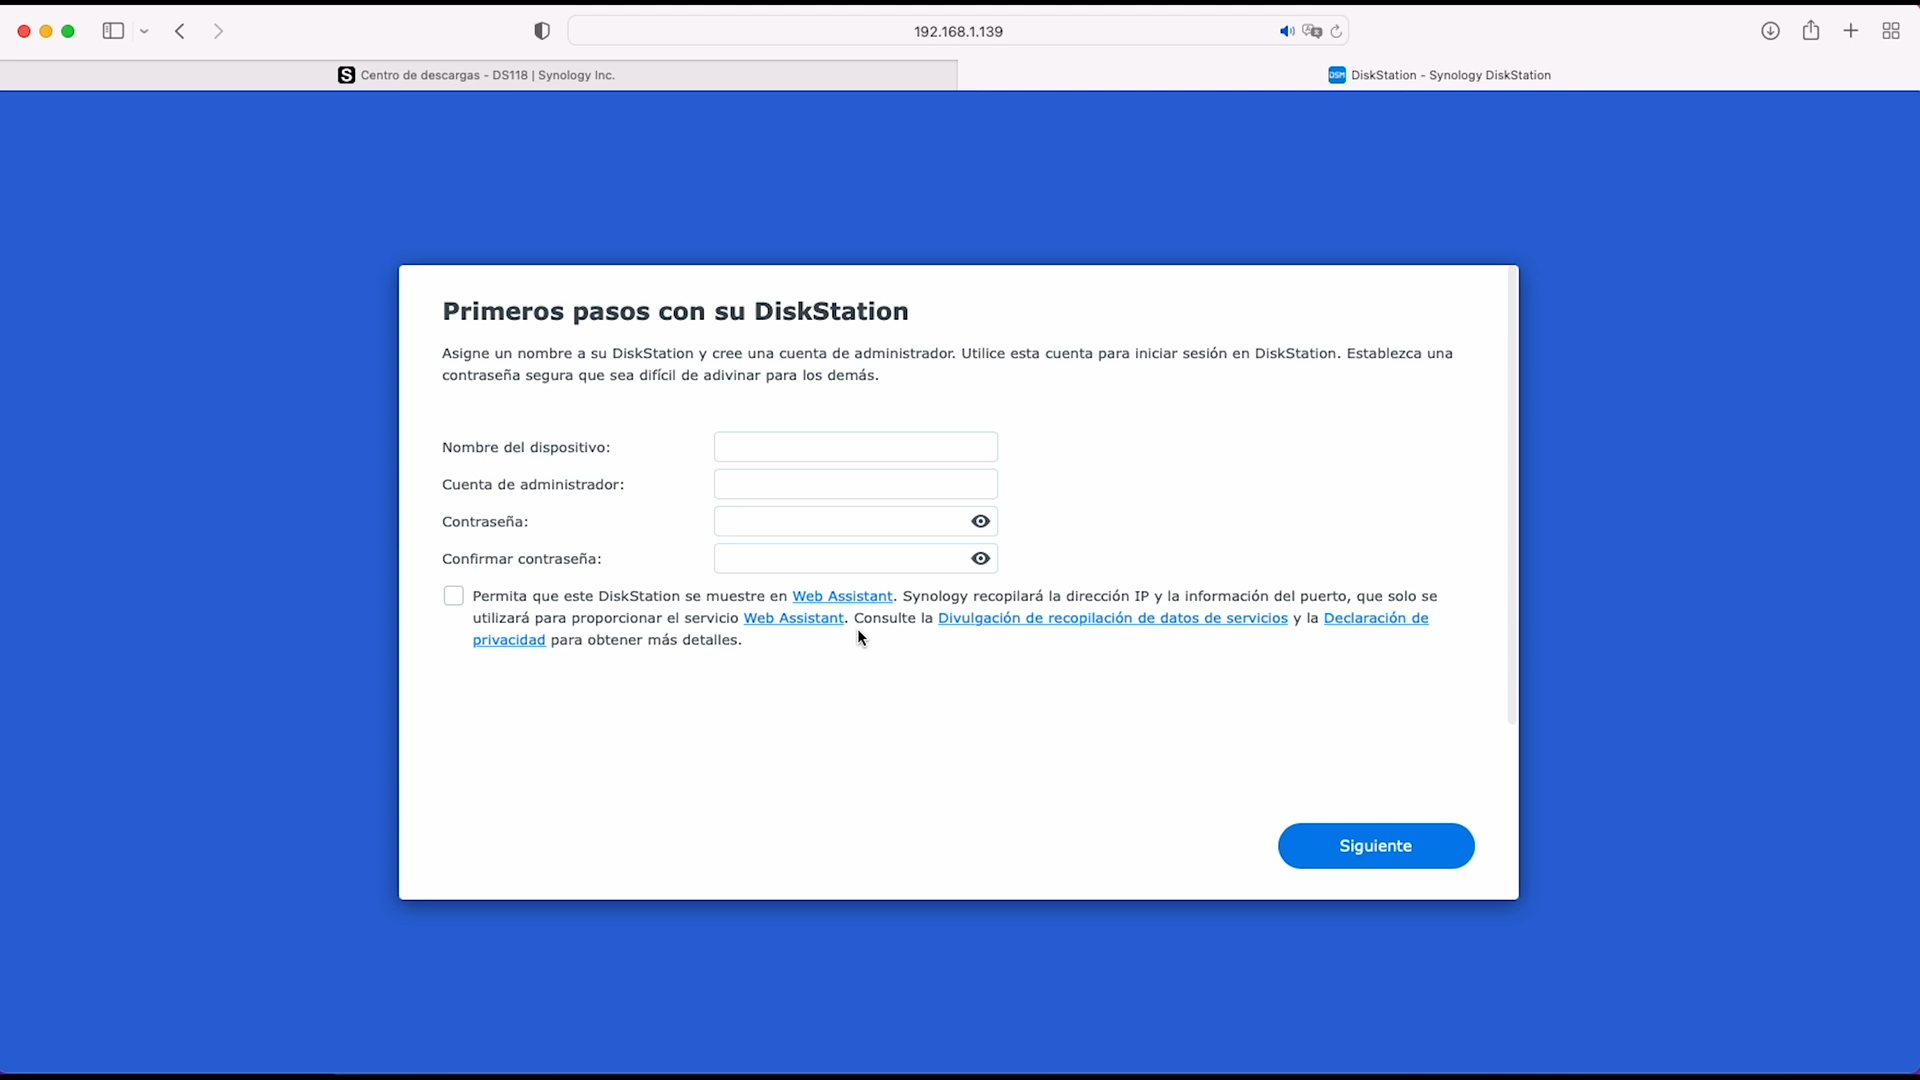 192.168.1.139
S Centro de descargas - DS118 | Synology Inc.
DSM DiskStation - Synology DiskStation
Primeros pasos con su DiskStation
Asigne un nombre a su DiskStation y cree una cuenta de administrador. Utilice esta cuenta para iniciar sesión en DiskStation. Establezca una
contraseña segura que sea difícil de adivinar para los demás.
Nombre del dispositivo:
Cuenta de administrador:
Contraseña:
Confirmar contraseña:
Permita que este DiskStation se muestre en Web Assistant. Synology recopilará la dirección IP y la información del puerto, que solo se
utilizará para proporcionar el servicio Web Assistant. Consulte la Divulgación de recopilación de datos de servicios y la Declaración de
privacidad para obtener más detalles.
Siguiente